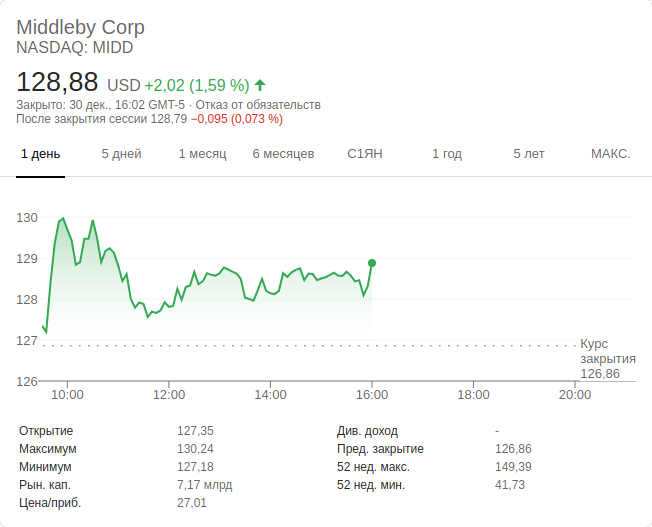 Middleby Corp
NASDAQ: MIDD
128,88 USD +2,02 (1,59 %)
Закрыто: 30 дек., 16:02 GMT-5 · Отказ от обязательств
После закрытия сессии 128,79 −0,095 (0,073 %)
1 день 5 дней 1 месяц 6 месяцев С1ЯН 1 год 5 лет МАКС.
130
129
128
127
126
Курс
закрытия
126,86
10:00 12:00 14:00 16:00 18:00 20:00
Открытие 127,35 Див. доход -
Максимум 130,24 Пред. закрытие 126,86
Минимум 127,18 52 нед. макс. 149,39
Рын. кап. 7,17 млрд 52 нед. мин. 41,73
Цена/приб. 27,01